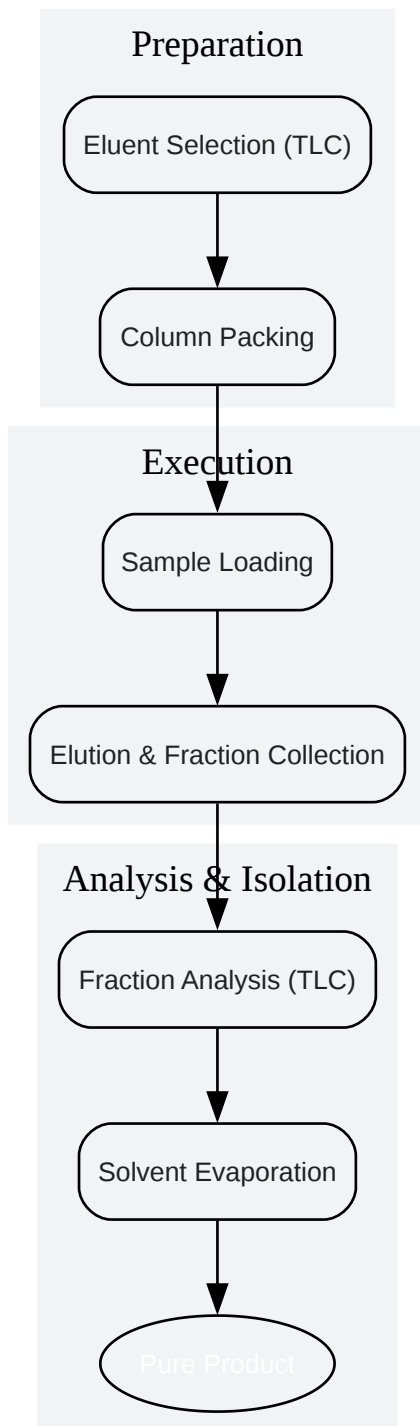 Preparation
Eluent Selection (TLC)
Column Packing
Execution
Sample Loading
Elution & Fraction Collection
Analysis & Isolation
Fraction Analysis (TLC)
Solvent Evaporation
Pure Product